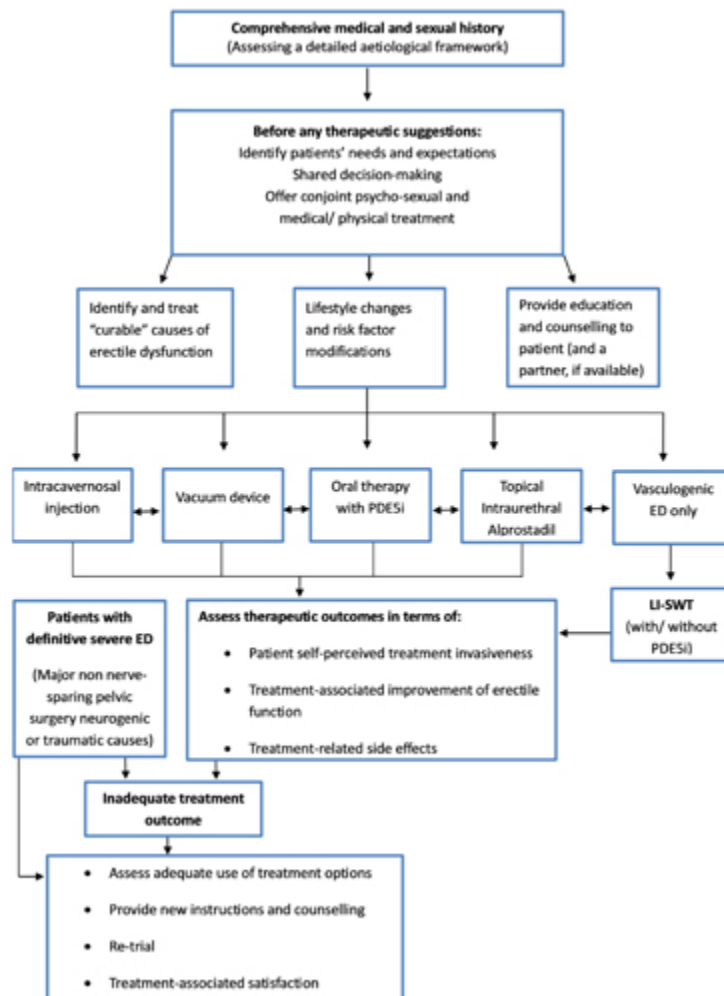 Comprehensive medical and sexual history
(Assessing a detailed aetiological framework)
Before any therapeutic suggestions:
Identify patients' needs and expectations
Shared decision-making
Offer conjoint psycho-sexual and
medical/ physical treatment
Identify and treat
"curable" causes of
erectile dysfunction
Lifestyle changes
and risk factor
modifications
Provide education
and counselling to
patient (and a
partner, if available)
Intracavernosal
injection
Vacuum device
Oral therapy
with PDE5i
Topical
Intraurethral
Alprostadil
Vasculogenic
ED only
LI-SWT
(with/ without
PDE5i)
Patients with
definitive severe ED
(Major non nerve-
sparing pelvic
surgery neurogenic
or traumatic causes)
Assess therapeutic outcomes in terms of:
• Patient self-perceived treatment invasiveness
• Treatment-associated improvement of erectile
function
• Treatment-related side effects
Inadequate treatment
outcome
• Assess adequate use of treatment options
• Provide new instructions and counselling
• Re-trial
• Treatment-associated satisfaction